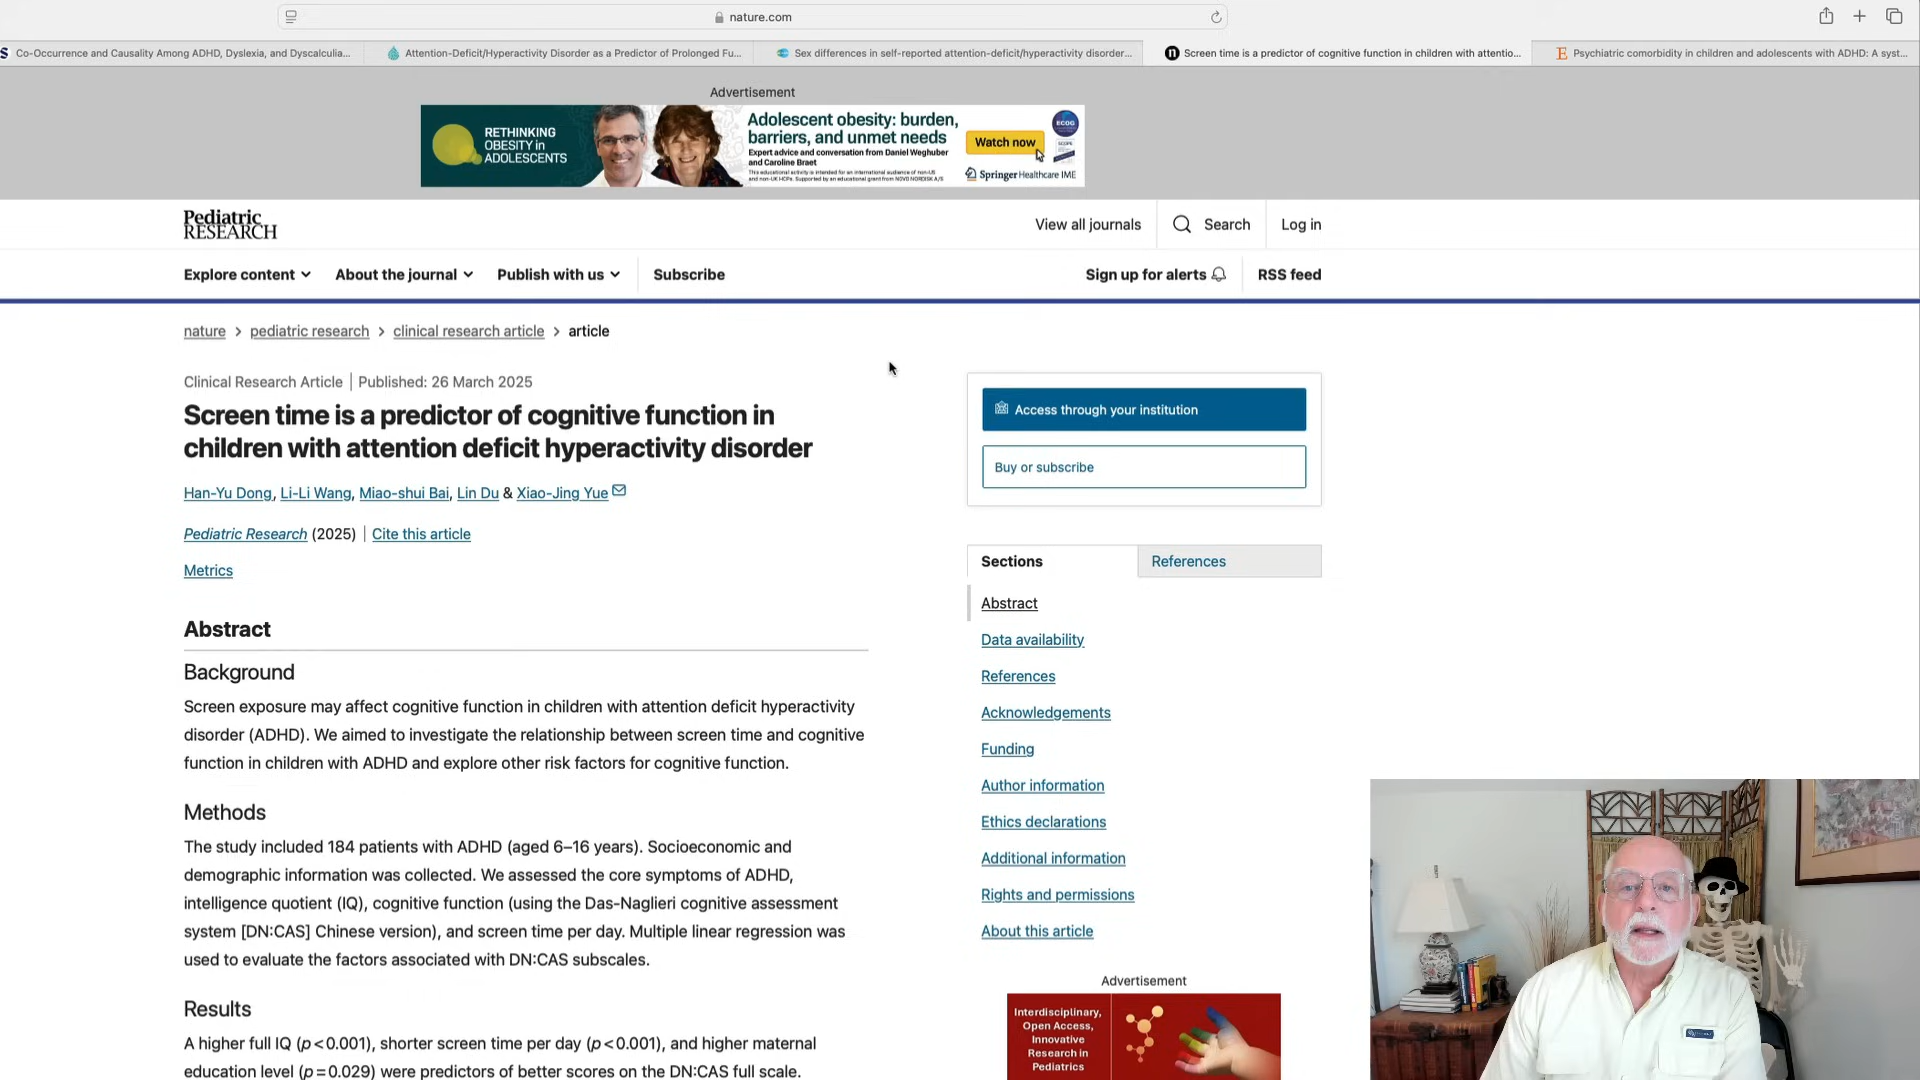 nature.com
Co-Occurrence and Causality Among ADHD, Dyslexia, and Dyscalculia...
Attention-Deficit/Hyperactivity Disorder as a Predictor of Prolonged Fu...
Sex differences in self-reported attention-deficit/hyperactivity disorder...
Screen time is a predictor of cognitive function in children with attentio...
Psychiatric comorbidity in children and adolescents with ADHD: A syst...
Advertisement
RETHINKING
OBESITY in
ADOLESCENTS
Adolescent obesity: burden,
barriers, and unmet needs
Expert advice and conversation from Daniel Weghuber
and Caroline Braet
This educational activity is intended for an international audience of non-US
and non-UK HCPs. Supported by an educational grant from NOVO NORDISK A/S
Watch now
ECOG
SCOPE
Springer Healthcare IME
Pediatric
RESEARCH
View all journals
Search
Log in
Explore content
About the journal
Publish with us
Subscribe
Sign up for alerts
RSS feed
nature > pediatric research > clinical research article > article
Clinical Research Article | Published: 26 March 2025
Screen time is a predictor of cognitive function in
children with attention deficit hyperactivity disorder
Han-Yu Dong, Li-Li Wang, Miao-shui Bai, Lin Du & Xiao-Jing Yue
Pediatric Research (2025) | Cite this article
Metrics
Abstract
Background
Screen exposure may affect cognitive function in children with attention deficit hyperactivity
disorder (ADHD). We aimed to investigate the relationship between screen time and cognitive
function in children with ADHD and explore other risk factors for cognitive function.
Methods
The study included 184 patients with ADHD (aged 6–16 years). Socioeconomic and
demographic information was collected. We assessed the core symptoms of ADHD,
intelligence quotient (IQ), cognitive function (using the Das-Naglieri cognitive assessment
system [DN:CAS] Chinese version), and screen time per day. Multiple linear regression was
used to evaluate the factors associated with DN:CAS subscales.
Results
A higher full IQ (p < 0.001), shorter screen time per day (p < 0.001), and higher maternal
education level (p = 0.029) were predictors of better scores on the DN:CAS full scale.
Access through your institution
Buy or subscribe
Sections
References
Abstract
Data availability
References
Acknowledgements
Funding
Author information
Ethics declarations
Additional information
Rights and permissions
About this article
Advertisement
Interdisciplinary,
Open Access,
Innovative
Research in
Pediatrics